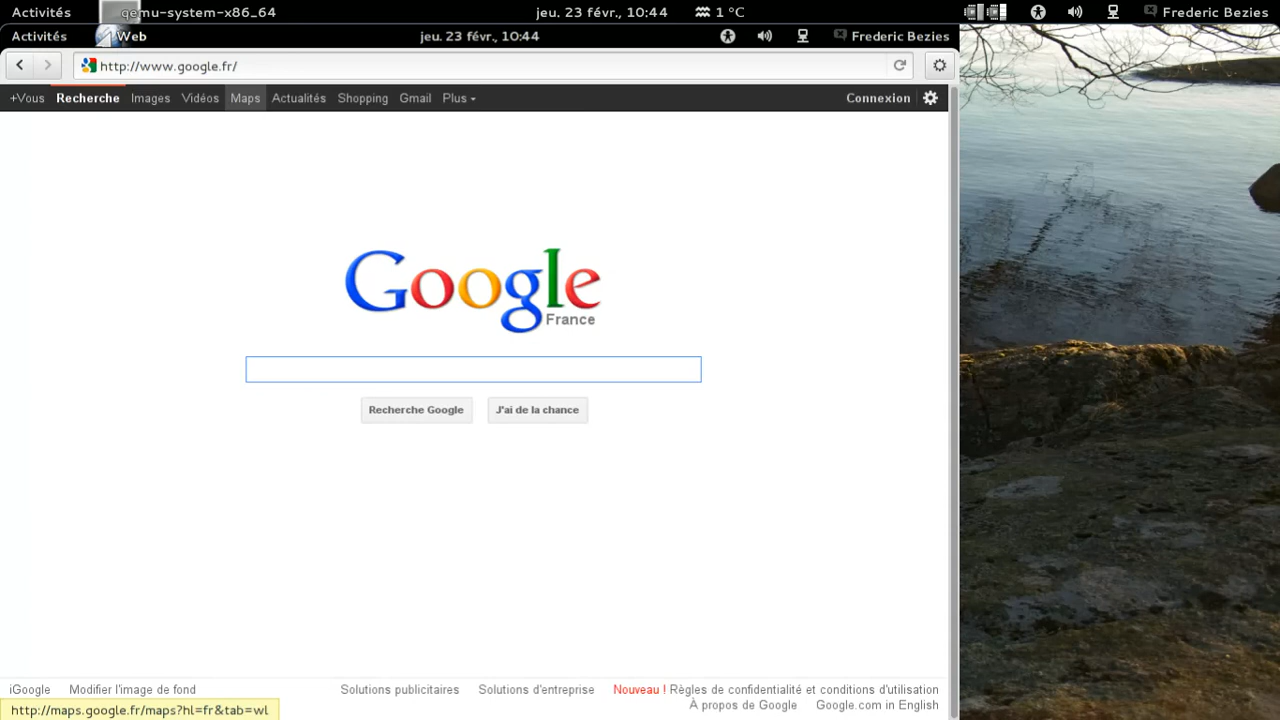 Activités qemu-system-x86_64 jeu. 23 févr., 10:44 1 °C Frederic Bezies
Activités Web jeu. 23 févr., 10:44 Frederic Bezies
http://www.google.fr/
+Vous Recherche Images Vidéos Maps Actualités Shopping Gmail Plus Connexion
Google
France
Recherche Google J'ai de la chance
iGoogle Modifier l'image de fond Solutions publicitaires Solutions d'entreprise Nouveau ! Règles de confidentialité et conditions d'utilisation
À propos de Google Google.com in English
http://maps.google.fr/maps?hl=fr&tab=wl